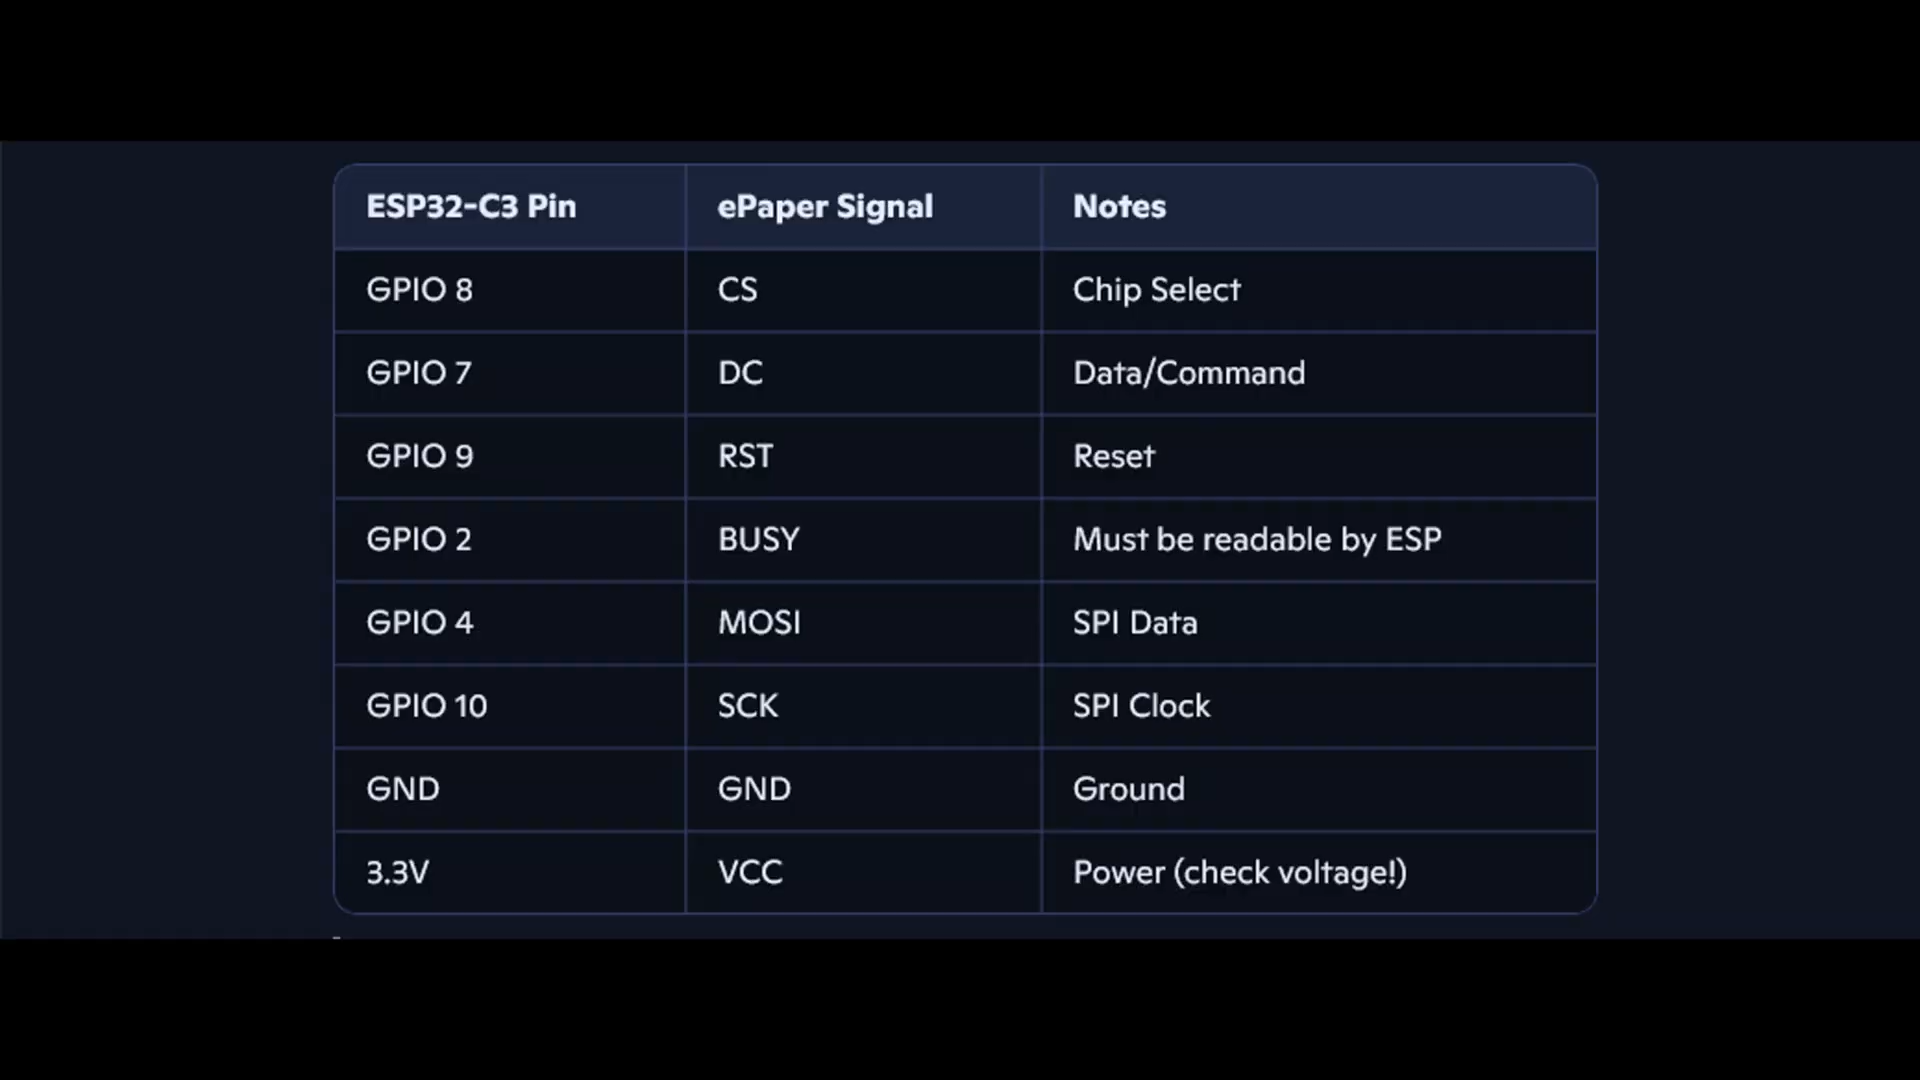 ESP32-C3 Pin ePaper Signal Notes
GPIO 8 CS Chip Select
GPIO 7 DC Data/Command
GPIO 9 RST Reset
GPIO 2 BUSY Must be readable by ESP
GPIO 4 MOSI SPI Data
GPIO 10 SCK SPI Clock
GND GND Ground
3.3V VCC Power (check voltage!)